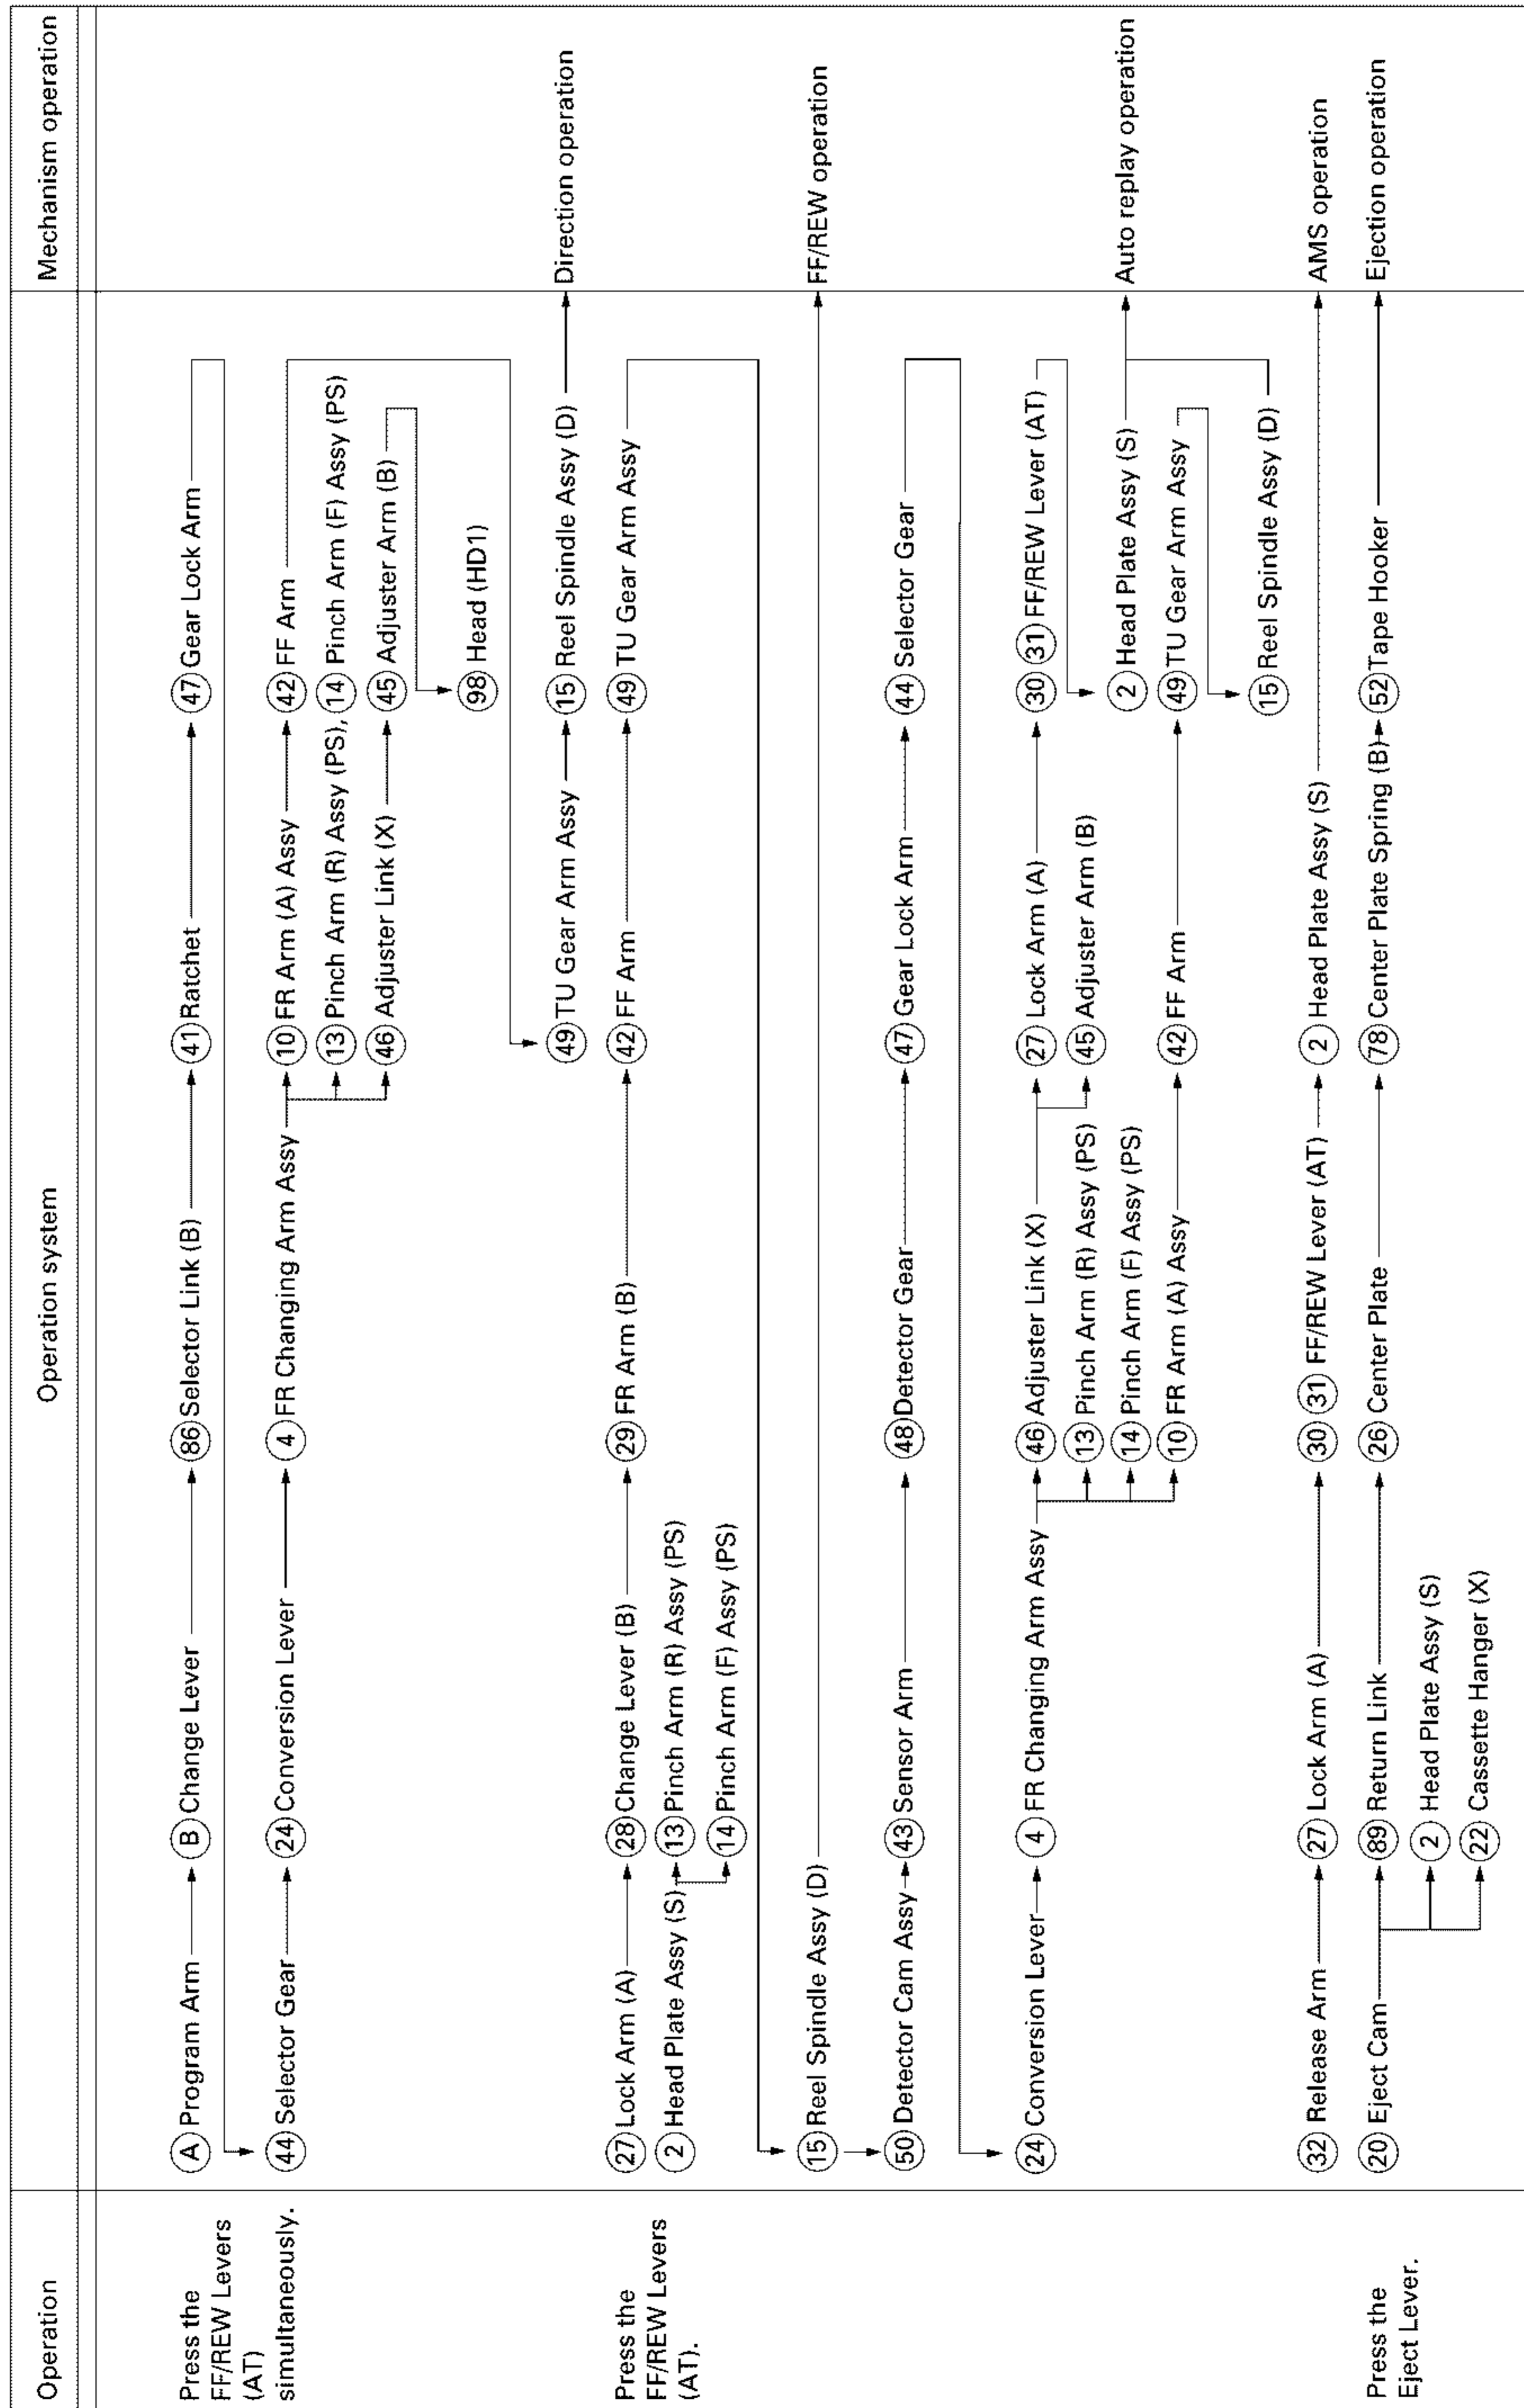 Operation Operation system Mechanism operation
Press the
FF/REW Levers
(AT)
simultaneously.
A Program Arm B Change Lever 86 Selector Link (B) 41 Ratchet 47 Gear Lock Arm
44 Selector Gear 24 Conversion Lever 4 FR Changing Arm Assy 10 FR Arm (A) Assy 42 FF Arm
13 Pinch Arm (R) Assy (PS), 14 Pinch Arm (F) Assy (PS)
46 Adjuster Link (X) 45 Adjuster Arm (B)
98 Head (HD1)
49 TU Gear Arm Assy 15 Reel Spindle Assy (D) Direction operation
Press the
FF/REW Levers
(AT).
27 Lock Arm (A) 28 Change Lever (B) 29 FR Arm (B) 42 FF Arm 49 TU Gear Arm Assy
2 Head Plate Assy (S) 13 Pinch Arm (R) Assy (PS)
14 Pinch Arm (F) Assy (PS)
15 Reel Spindle Assy (D) FF/REW operation
50 Detector Cam Assy 43 Sensor Arm 48 Detector Gear 47 Gear Lock Arm 44 Selector Gear
24 Conversion Lever 4 FR Changing Arm Assy 46 Adjuster Link (X) 27 Lock Arm (A) 30 31 FF/REW Lever (AT)
13 Pinch Arm (R) Assy (PS) 45 Adjuster Arm (B)
14 Pinch Arm (F) Assy (PS) 2 Head Plate Assy (S) Auto replay operation
10 FR Arm (A) Assy 42 FF Arm 49 TU Gear Arm Assy
15 Reel Spindle Assy (D)
32 Release Arm 27 Lock Arm (A) 30 31 FF/REW Lever (AT) 2 Head Plate Assy (S) AMS operation
Press the
Eject Lever.
20 Eject Cam 89 Return Link 26 Center Plate 78 Center Plate Spring (B) 52 Tape Hooker Ejection operation
2 Head Plate Assy (S)
22 Cassette Hanger (X)